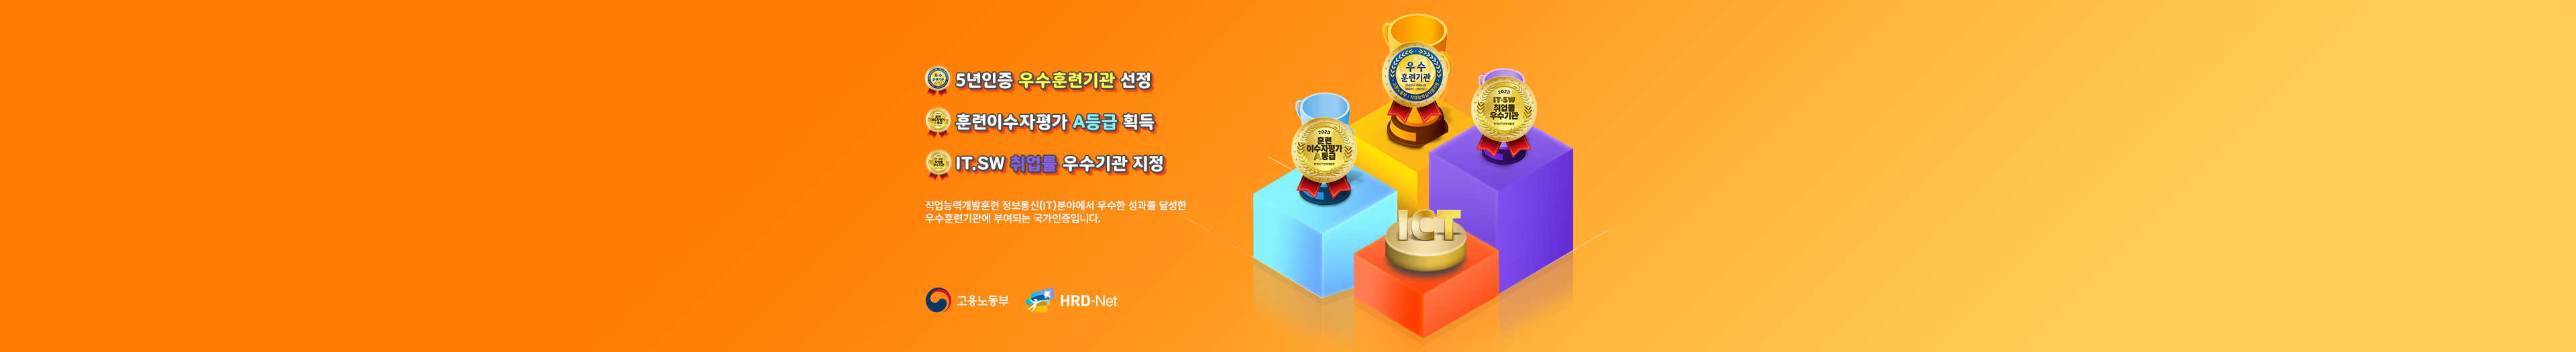 5년인증 우수훈련기관 선정
훈련이수자평가 A등급 획득
IT.SW 취업률 우수기관 지정
직업능력개발훈련 정보통신(IT)분야에서 우수한 성과를 달성한
우수훈련기관에 부여되는 국가인증입니다.
고용노동부
HRD-Net
우수
훈련기관
2023
IT·SW
취업률
우수기관
2023
훈련
이수자평가
A등급
ICT